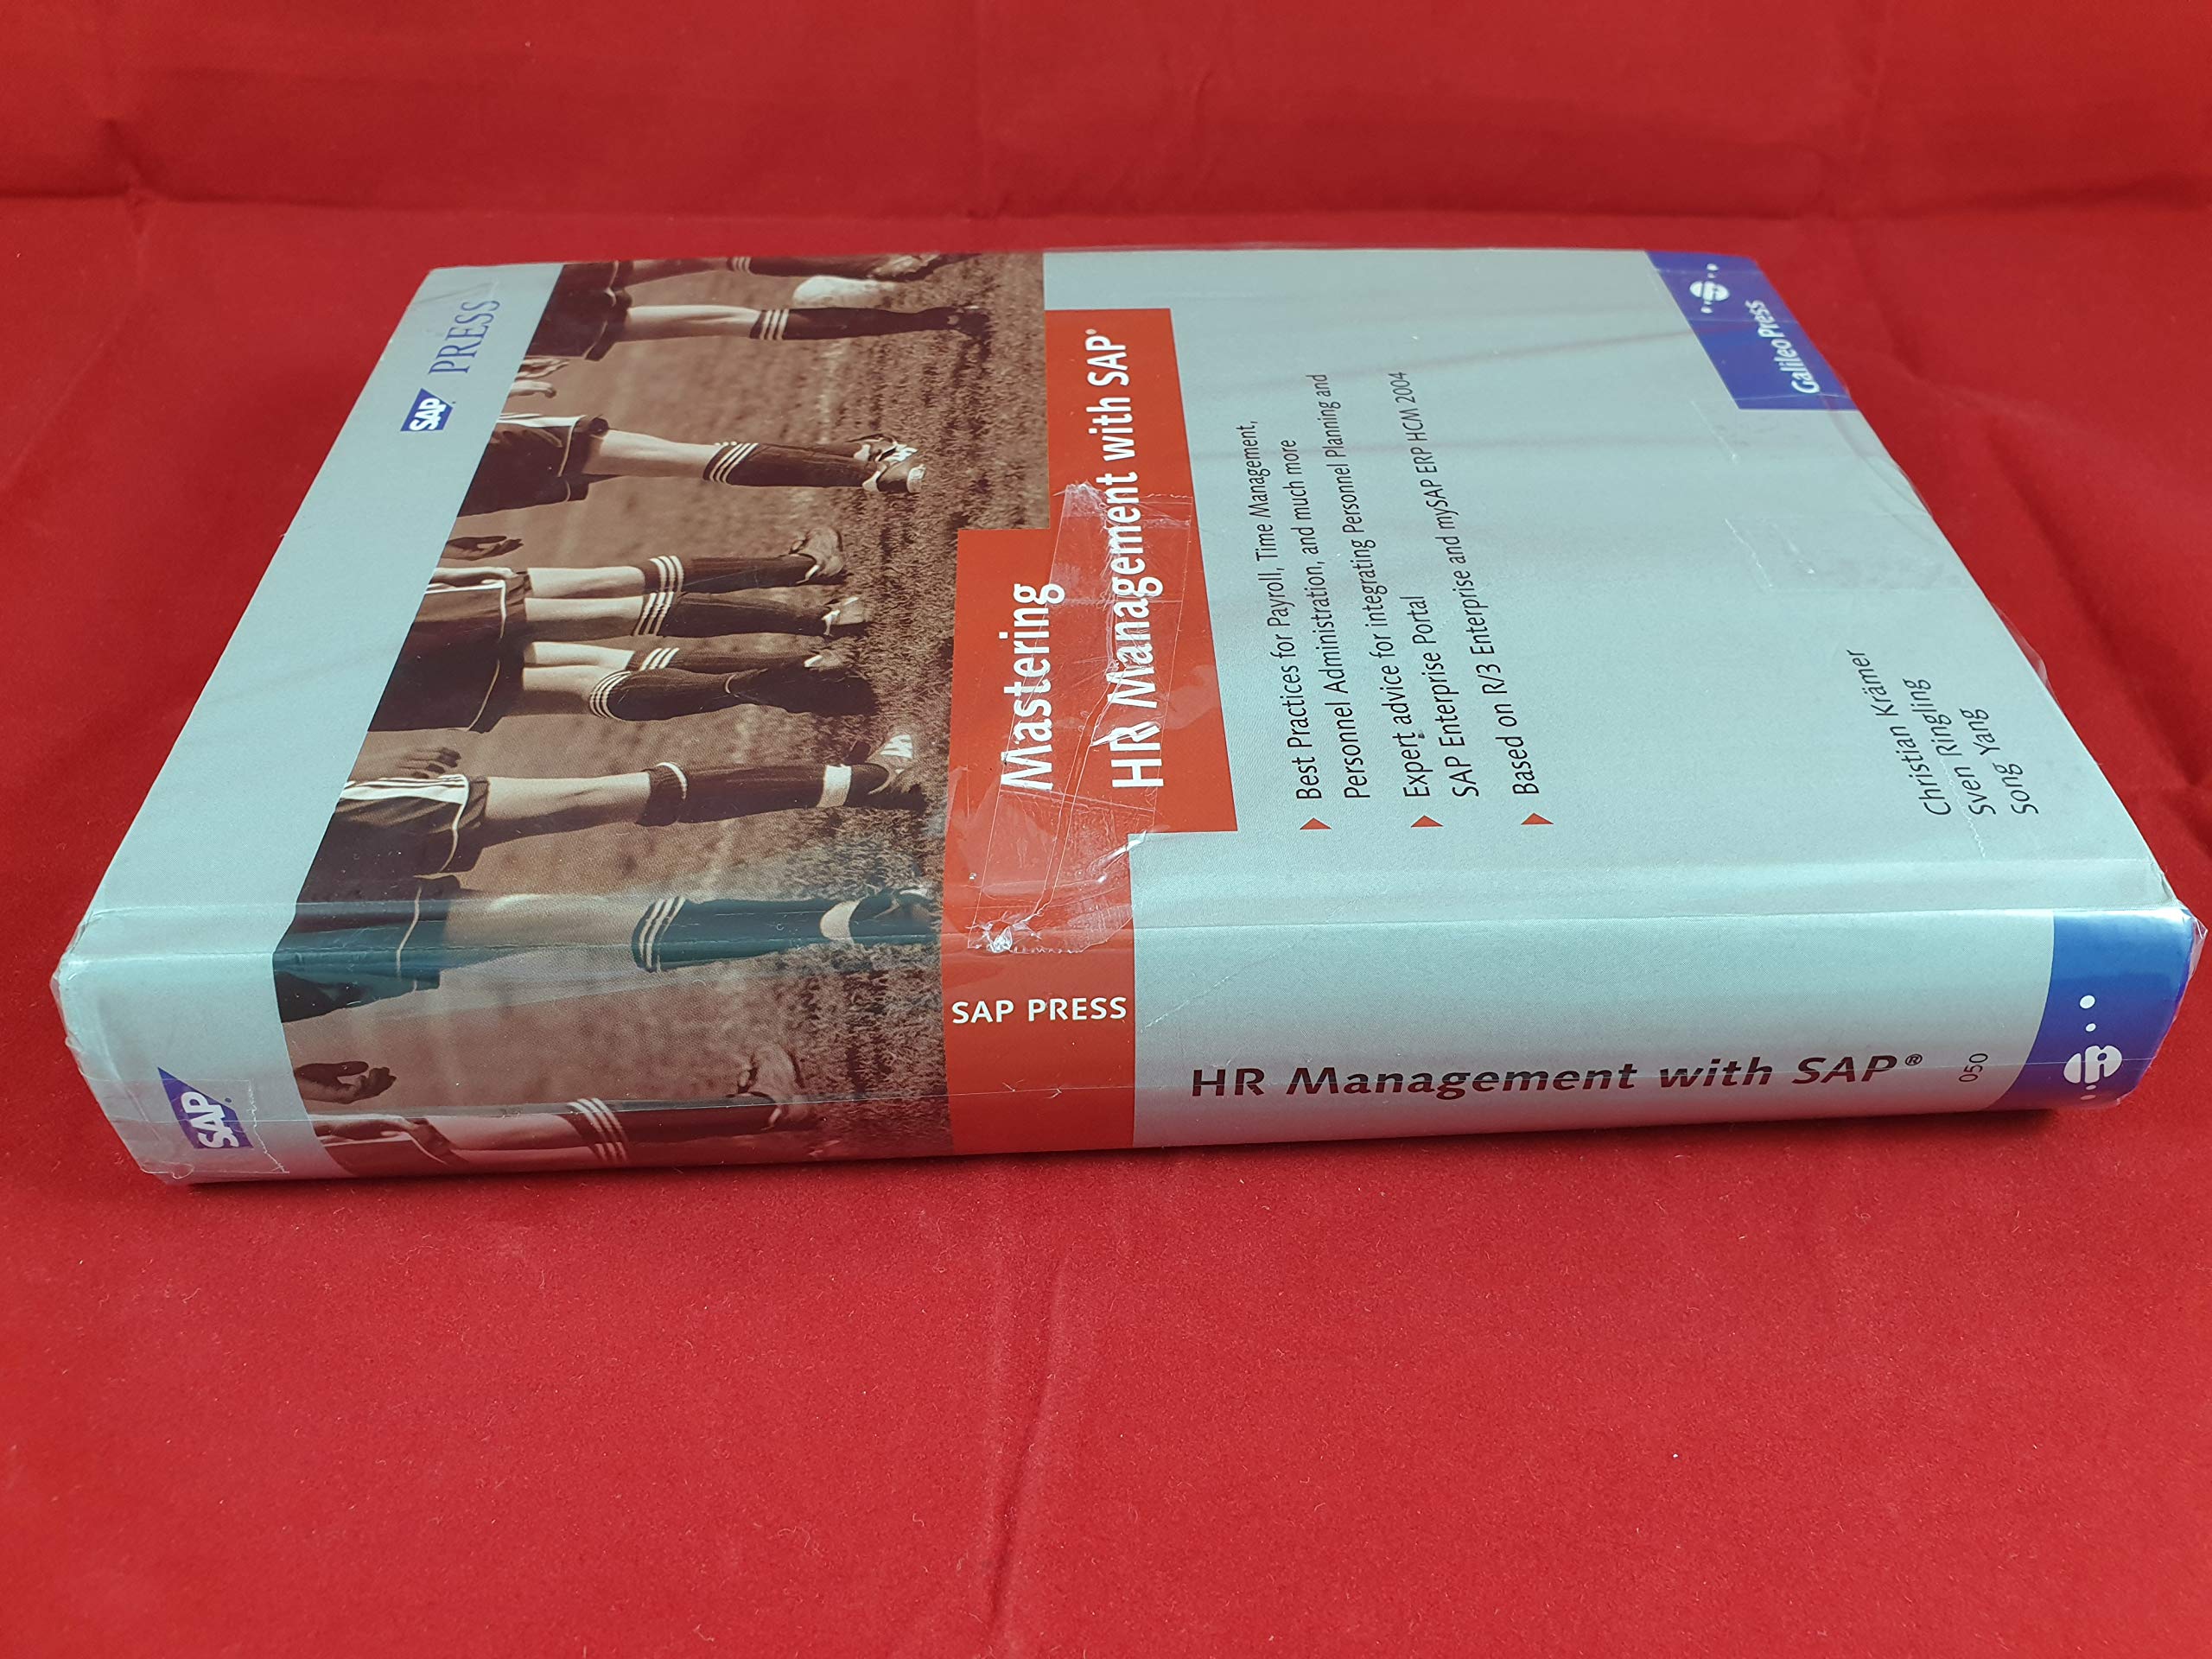 SAP PRESS
Mastering
HR Management with SAP®
Best Practices for Payroll, Time Management,
Personnel Administration, and much more
Expert advice for integrating Personnel Planning and
SAP Enterprise Portal
Based on R/3 Enterprise and mySAP ERP HCM 2004
Christian Krämer
Sven Ringling
Song Yang
Galileo Press
SAP
SAP PRESS
HR Management with SAP®
050